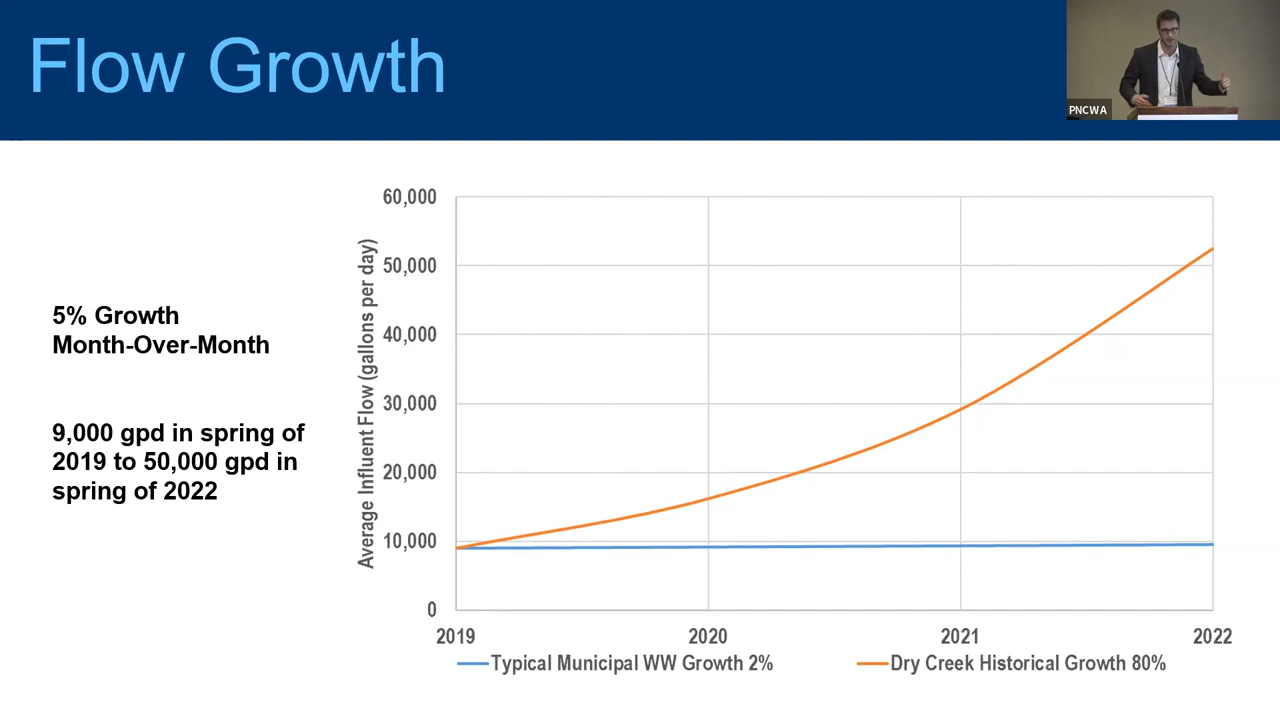 Flow Growth
PNCWA
5% Growth
Month-Over-Month
9,000 gpd in spring of
2019 to 50,000 gpd in
spring of 2022
Average Influent Flow (gallons per day)
60,000
50,000
40,000
30,000
20,000
10,000
0
2019 2020 2021 2022
Typical Municipal WW Growth 2% Dry Creek Historical Growth 80%